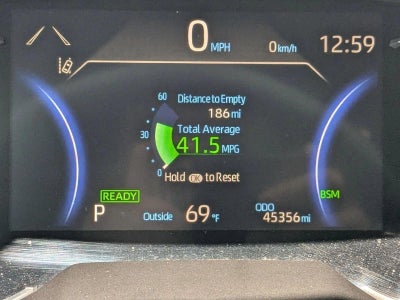 0 MPH 0 km/h 12:59
60 Distance to Empty
186 mi
30 Total Average
41.5 MPG
0 Hold OK to Reset
READY BSM
P Outside 69 °F ODO 45356 mi